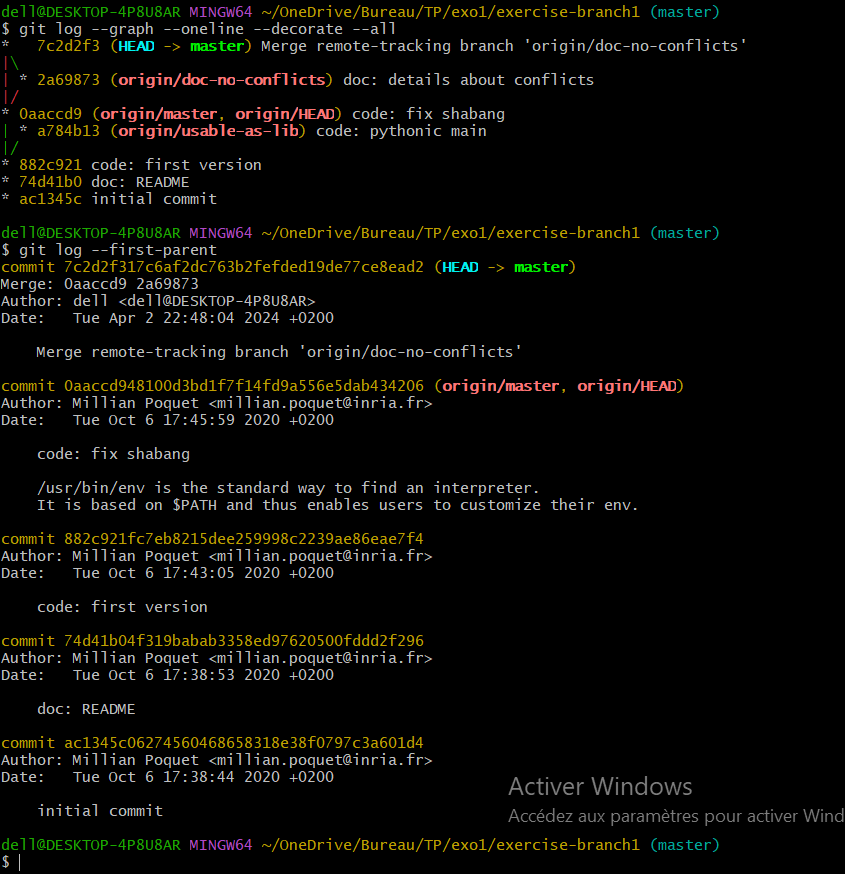 dell@DESKTOP-4P8U8AR MINGW64 ~/OneDrive/Bureau/TP/exo1/exercise-branch1 (master)
$ git log --graph --oneline --decorate --all
*   7c2d2f3 (HEAD -> master) Merge remote-tracking branch 'origin/doc-no-conflicts'
|\
| * 2a69873 (origin/doc-no-conflicts) doc: details about conflicts
|/
* 0aaccd9 (origin/master, origin/HEAD) code: fix shabang
| * a784b13 (origin/usable-as-lib) code: pythonic main
|/
* 882c921 code: first version
* 74d41b0 doc: README
* ac1345c initial commit
dell@DESKTOP-4P8U8AR MINGW64 ~/OneDrive/Bureau/TP/exo1/exercise-branch1 (master)
$ git log --first-parent
commit 7c2d2f317c6af2dc763b2fefded19de77ce8ead2 (HEAD -> master)
Merge: 0aaccd9 2a69873
Author: dell <dell@DESKTOP-4P8U8AR>
Date:   Tue Apr 2 22:48:04 2024 +0200
    Merge remote-tracking branch 'origin/doc-no-conflicts'
commit 0aaccd948100d3bd1f7f14fd9a556e5dab434206 (origin/master, origin/HEAD)
Author: Millian Poquet <millian.poquet@inria.fr>
Date:   Tue Oct 6 17:45:59 2020 +0200
    code: fix shabang
    /usr/bin/env is the standard way to find an interpreter.
    It is based on $PATH and thus enables users to customize their env.
commit 882c921fc7eb8215dee259998c2239ae86eae7f4
Author: Millian Poquet <millian.poquet@inria.fr>
Date:   Tue Oct 6 17:43:05 2020 +0200
    code: first version
commit 74d41b04f319babab3358ed97620500fddd2f296
Author: Millian Poquet <millian.poquet@inria.fr>
Date:   Tue Oct 6 17:38:53 2020 +0200
    doc: README
commit ac1345c06274560468658318e38f0797c3a601d4
Author: Millian Poquet <millian.poquet@inria.fr>
Date:   Tue Oct 6 17:38:44 2020 +0200
    initial commit
Activer Windows
Accédez aux paramètres pour activer Wind
dell@DESKTOP-4P8U8AR MINGW64 ~/OneDrive/Bureau/TP/exo1/exercise-branch1 (master)
$